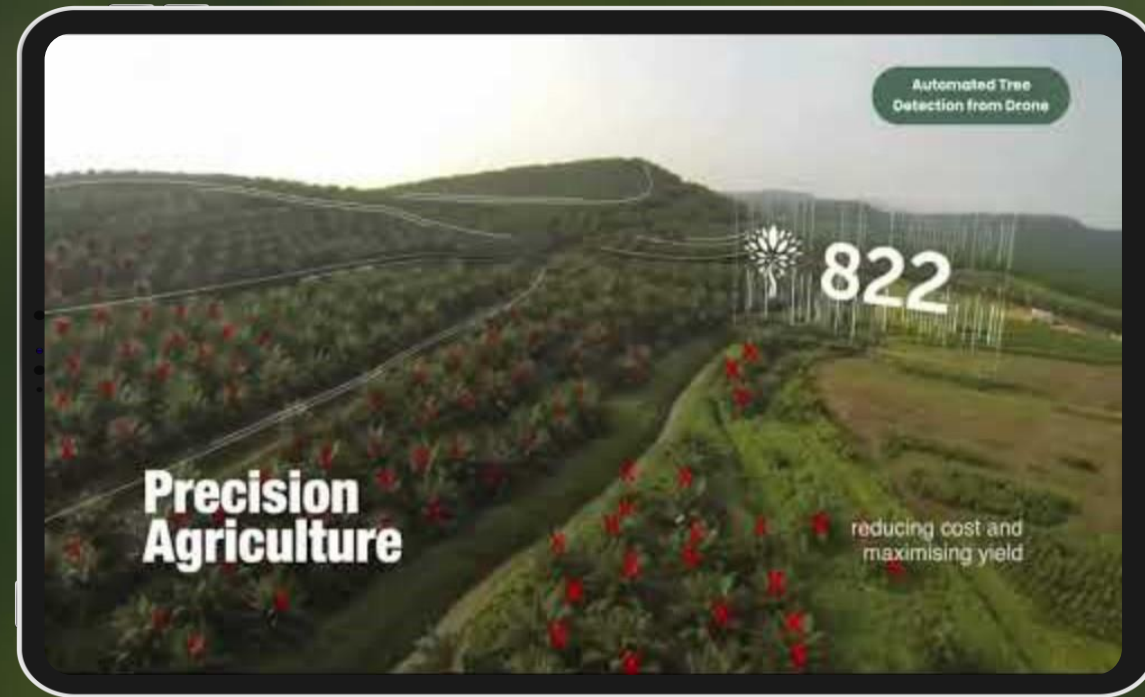 Automated Tree
Detection from Drone
822
Precision
Agriculture
reducing cost and
maximising yield